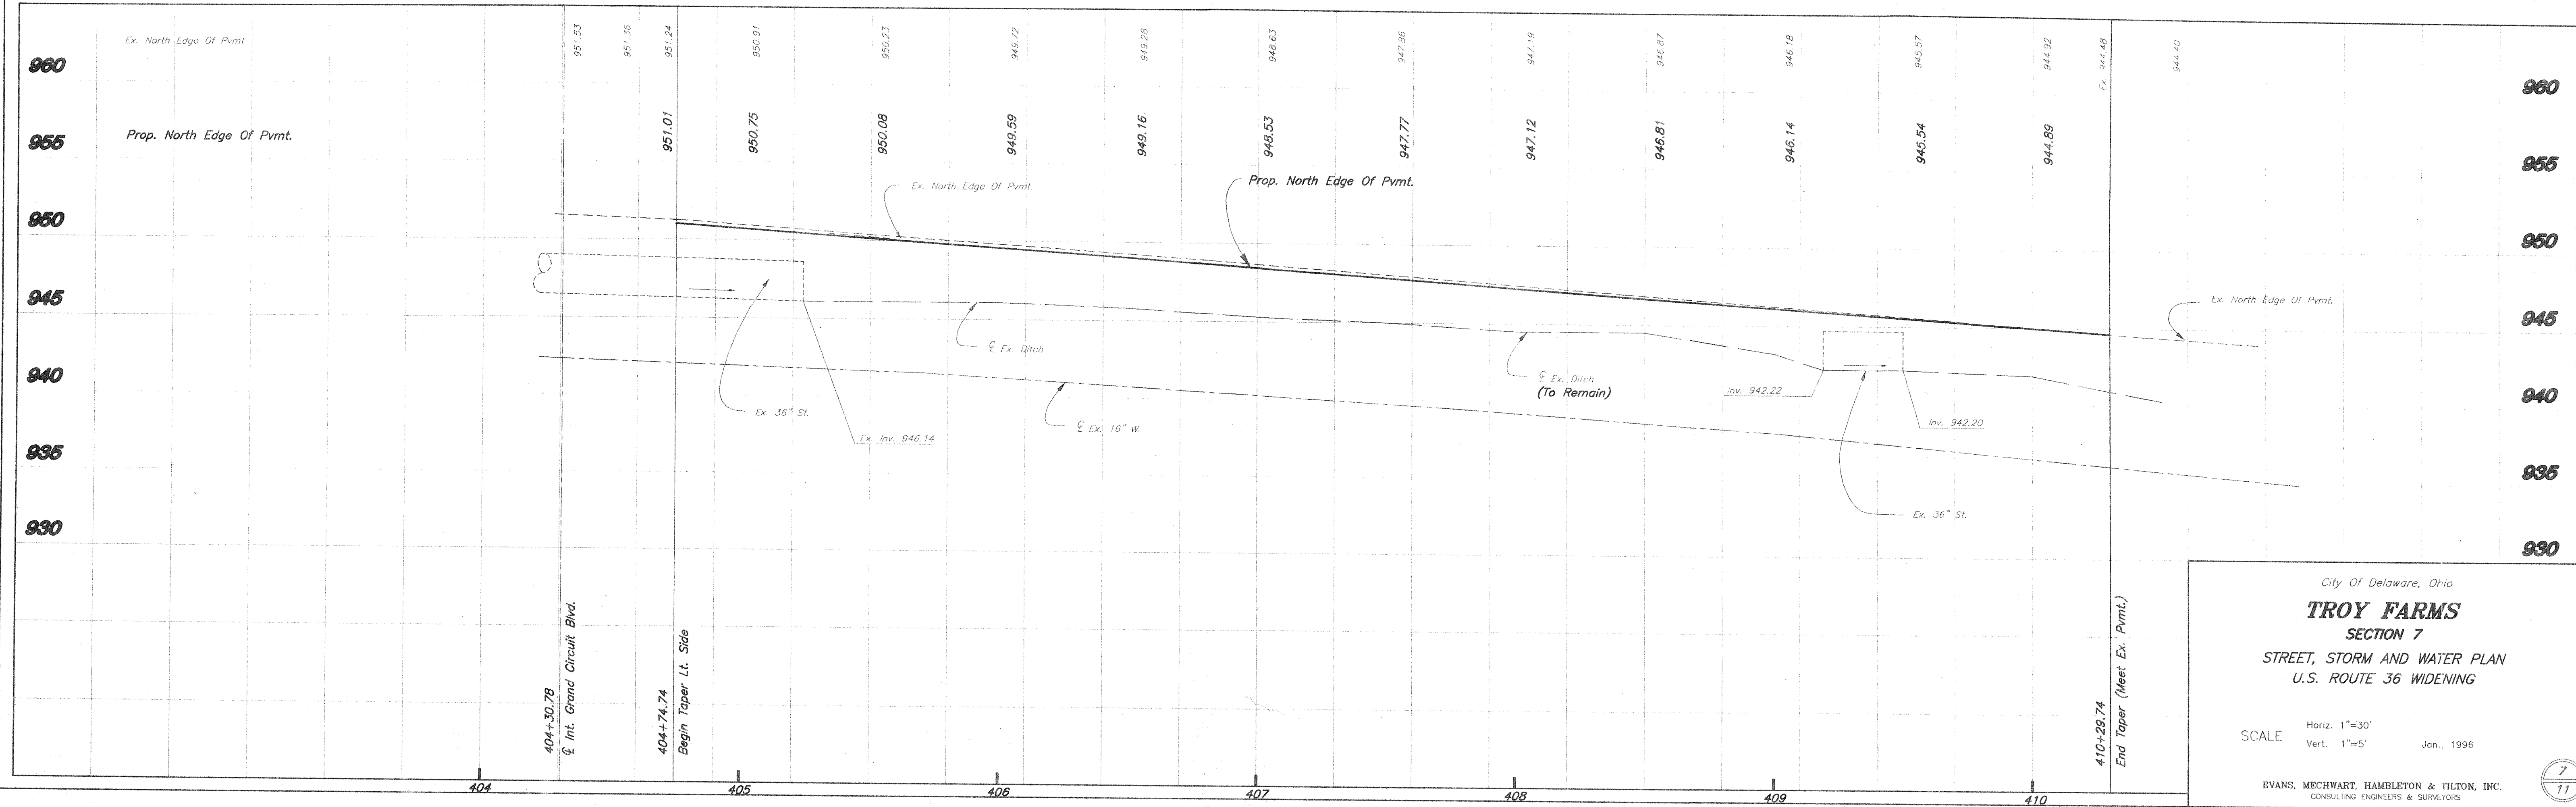 Ex. North Edge Of Pvmt
951.53
951.36
951.24
950.91
950.23
949.72
949.28
948.63
947.86
947.19
946.87
946.18
945.57
944.92
Ex. 944.48
944.40
960
960
Prop. North Edge Of Pvmt.
951.01
950.75
950.08
949.59
949.16
948.53
947.77
947.12
946.81
946.14
945.54
944.89
955
955
Ex. North Edge Of Pvmt.
Prop. North Edge Of Pvmt.
950
950
945
945
Ex. North Edge Of Pvmt.
℄ Ex. Ditch
℄ Ex. Ditch
(To Remain)
Inv. 942.22
940
940
Ex. 36" St.
Ex. Inv. 946.14
℄ Ex. 16" W.
Inv. 942.20
935
935
Ex. 36" St.
930
930
404+30.78
℄ Int. Grand Circuit Blvd.
404+74.74
Begin Taper Lt. Side
410+29.74
End Taper (Meet Ex. Pvmt.)
404
405
406
407
408
409
410
City Of Delaware, Ohio
TROY FARMS
SECTION 7
STREET, STORM AND WATER PLAN
U.S. ROUTE 36 WIDENING
SCALE
Horiz. 1"=30'
Vert. 1"=5'
Jan., 1996
EVANS, MECHWART, HAMBLETON & TILTON, INC.
CONSULTING ENGINEERS & SURVEYORS
7
11